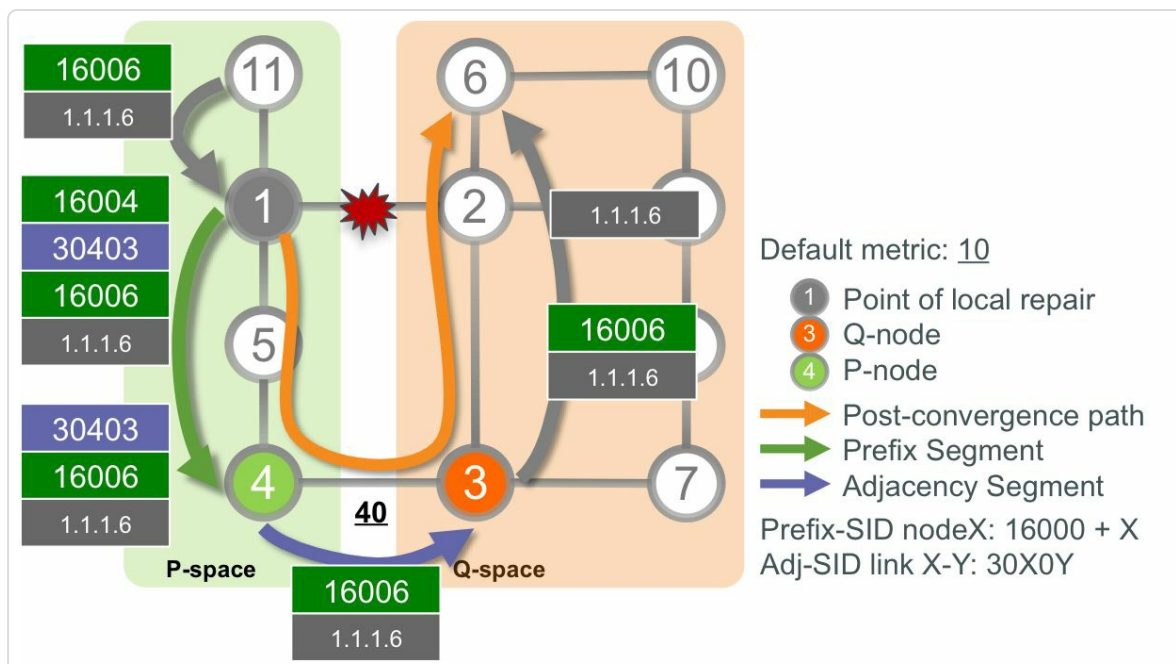 16006
1.1.1.6
11
6
10
16004
30403
16006
1.1.1.6
1
2
1.1.1.6
5
16006
1.1.1.6
30403
16006
1.1.1.6
4
40
3
7
P-space
Q-space
16006
1.1.1.6
Default metric: 10
1 Point of local repair
3 Q-node
4 P-node
Post-convergence path
Prefix Segment
Adjacency Segment
Prefix-SID nodeX: 16000 + X
Adj-SID link X-Y: 30X0Y